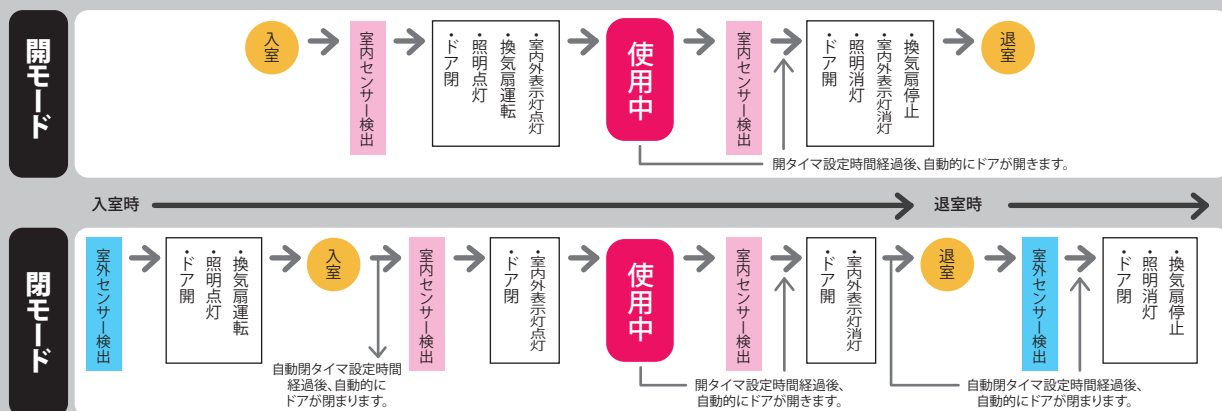 開モード
入室
室内センサー検出
・ドア閉
・照明点灯
・換気扇運転
・室内外表示灯点灯
使用中
室内センサー検出
・ドア開
・照明消灯
・室内外表示灯消灯
・換気扇停止
退室
開タイマ設定時間経過後、自動的にドアが開きます。
入室時
退室時
閉モード
室外センサー検出
・ドア開
・照明点灯
・換気扇運転
入室
自動閉タイマ設定時間
経過後、自動的に
ドアが閉まります。
室内センサー検出
・ドア閉
・室内外表示灯点灯
使用中
室内センサー検出
開タイマ設定時間経過後、
自動的にドアが開きます。
・ドア開
・室内外表示灯消灯
退室
室外センサー検出
自動閉タイマ設定時間経過後、
自動的にドアが閉まります。
・ドア閉
・照明消灯
・換気扇停止